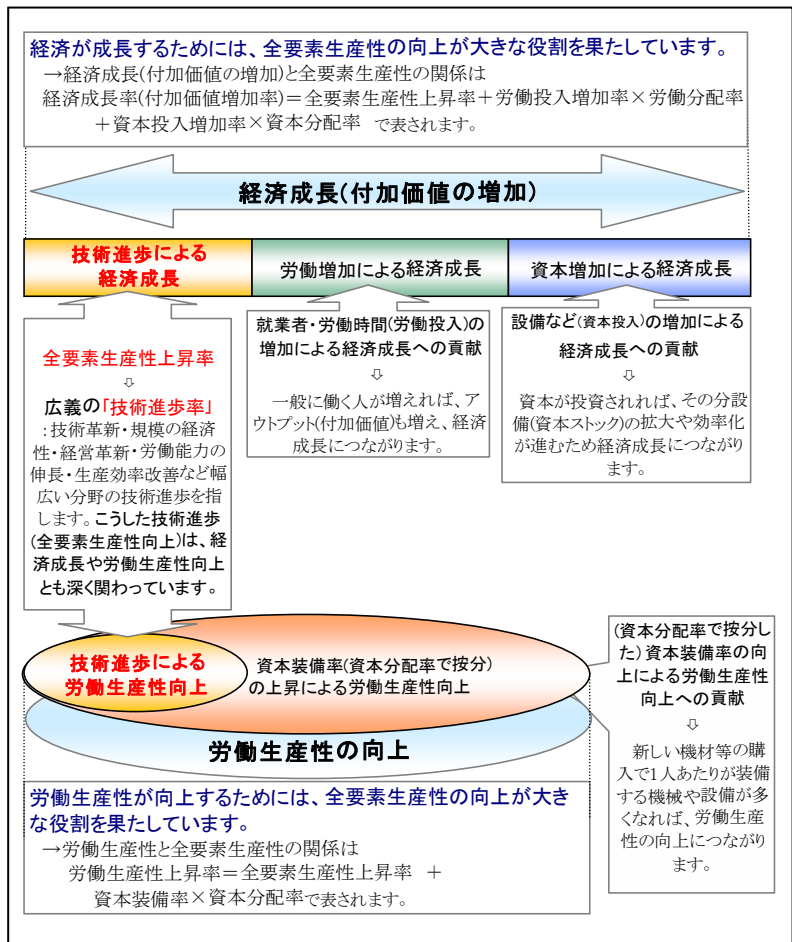 経済が成長するためには、全要素生産性の向上が大きな役割を果たしています。
→経済成長(付加価値の増加)と全要素生産性の関係は
経済成長率(付加価値増加率)＝全要素生産性上昇率＋労働投入増加率×労働分配率
＋資本投入増加率×資本分配率 で表されます。
経済成長(付加価値の増加)
技術進歩による
経済成長
労働増加による経済成長
資本増加による経済成長
全要素生産性上昇率
⇩
広義の「技術進歩率」
：技術革新・規模の経済
性・経営革新・労働能力の
伸長・生産効率改善など幅
広い分野の技術進歩を指
します。こうした技術進歩
(全要素生産性向上)は、経
済成長や労働生産性向上
とも深く関わっています。
就業者・労働時間(労働投入)の
増加による経済成長への貢献
⇩
一般に働く人が増えれば、ア
ウトプット(付加価値)も増え、経済
成長につながります。
設備など(資本投入)の増加による
経済成長への貢献
⇩
資本が投資されれば、その分設
備(資本ストック)の拡大や効率化
が進むため経済成長につながり
ます。
技術進歩による
労働生産性向上
資本装備率(資本分配率で按分)
の上昇による労働生産性向上
労働生産性の向上
(資本分配率で按分し
た)資本装備率の向
上による労働生産性
向上への貢献
⇩
新しい機材等の購
入で1人あたりが装備
する機械や設備が多
くなれば、労働生産
性の向上につながり
ます。
労働生産性が向上するためには、全要素生産性の向上が大き
な役割を果たしています。
→労働生産性と全要素生産性の関係は
労働生産性上昇率＝全要素生産性上昇率 ＋
資本装備率×資本分配率で表されます。